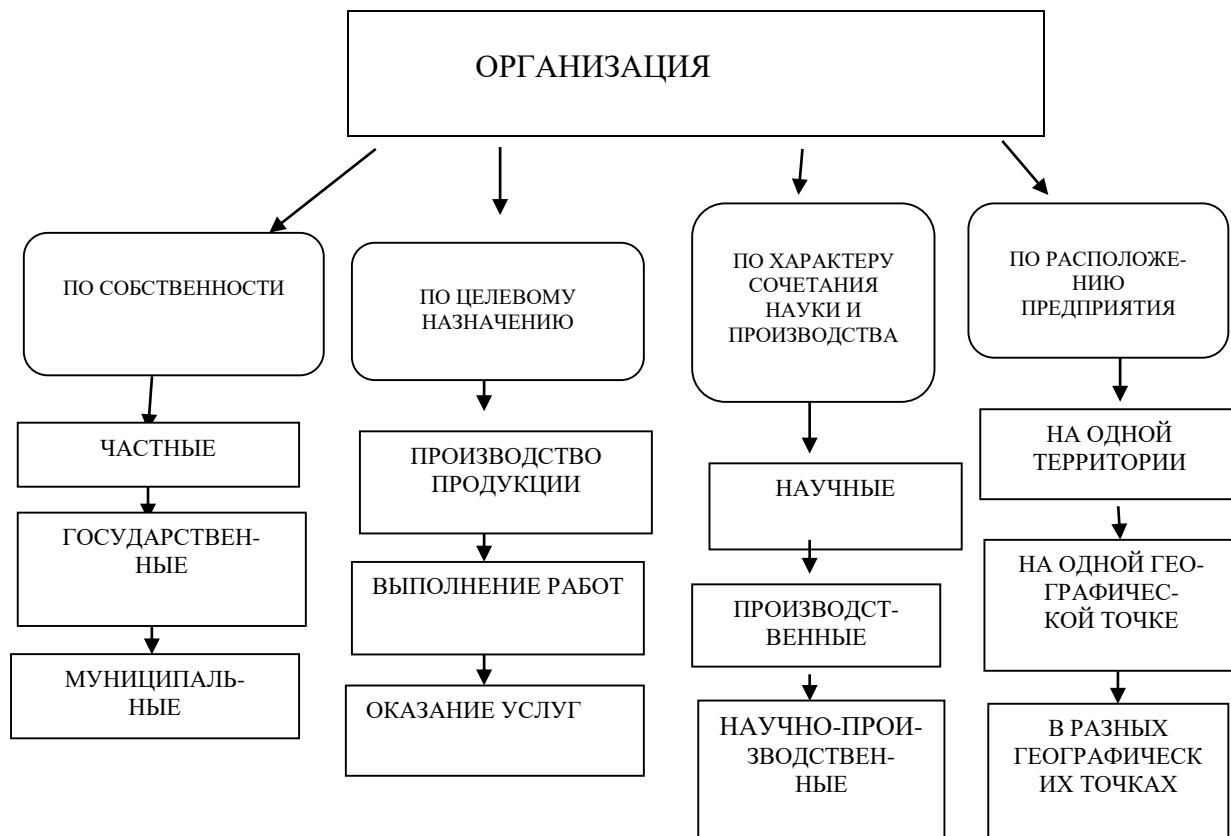 ОРГАНИЗАЦИЯ
ПО СОБСТВЕННОСТИ
ЧАСТНЫЕ
ГОСУДАРСТВЕН-
НЫЕ
МУНИЦИПАЛЬ-
НЫЕ
ПО ЦЕЛЕВОМУ
НАЗНАЧЕНИЮ
ПРОИЗВОДСТВО
ПРОДУКЦИИ
ВЫПОЛНЕНИЕ РАБОТ
ОКАЗАНИЕ УСЛУГ
ПО ХАРАКТЕРУ
СОЧЕТАНИЯ
НАУКИ И
ПРОИЗВОДСТВА
НАУЧНЫЕ
ПРОИЗВОДСТ-
ВЕННЫЕ
НАУЧНО-ПРОИ-
ЗВОДСТВЕН-
НЫЕ
ПО РАСПОЛОЖЕ-
НИЮ
ПРЕДПРИЯТИЯ
НА ОДНОЙ
ТЕРРИТОРИИ
НА ОДНОЙ ГЕО-
ГРАФИЧЕС-
КОЙ ТОЧКЕ
В РАЗНЫХ
ГЕОГРАФИЧЕСК
ИХ ТОЧКАХ